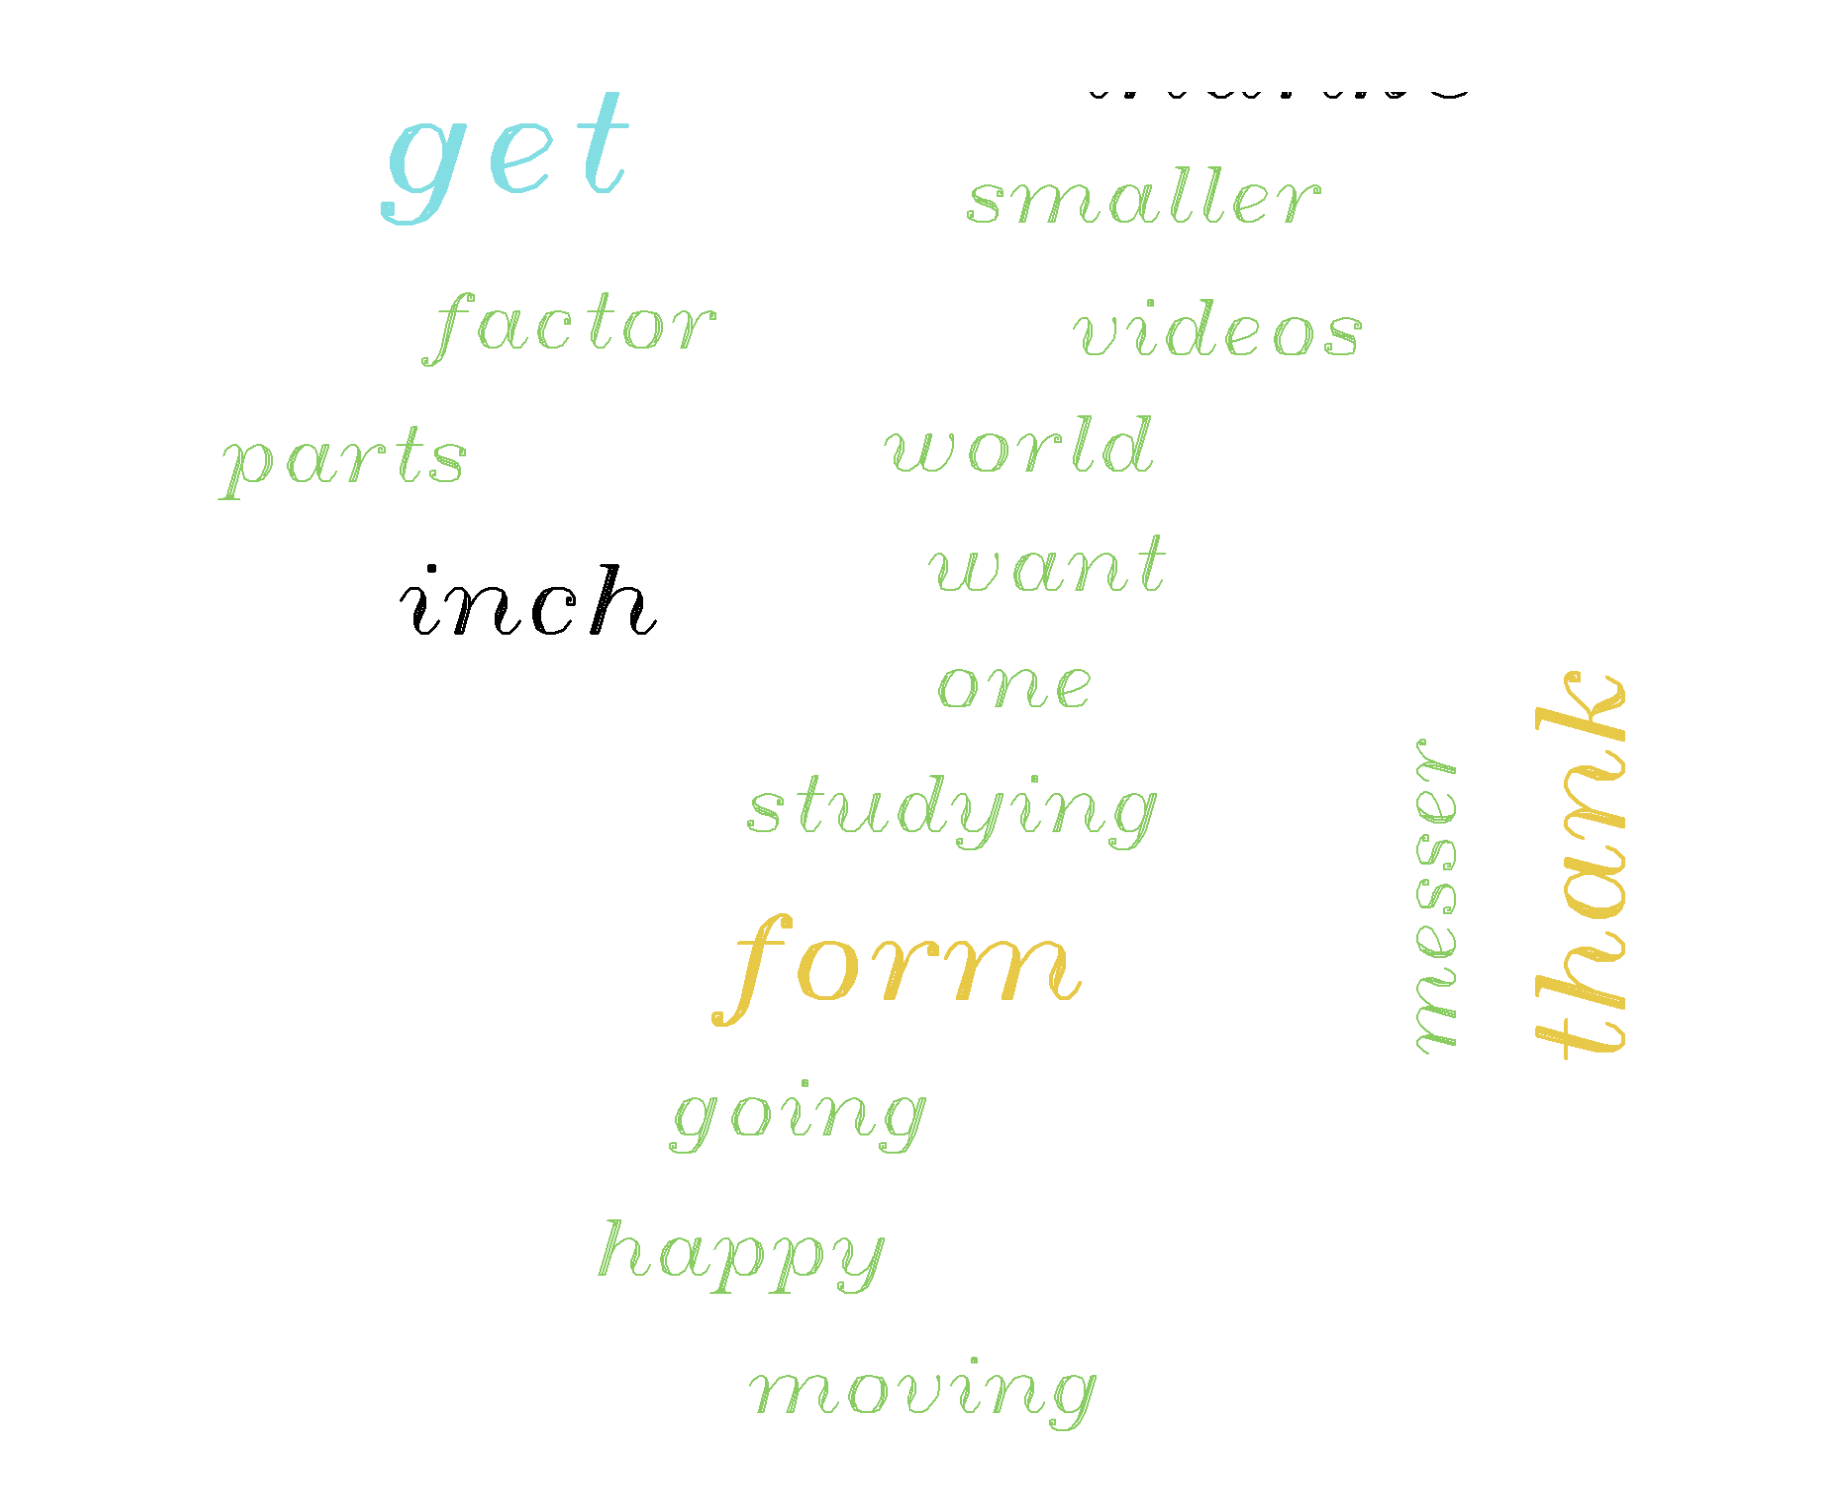 get
smaller
factor
videos
parts
world
want
inch
one
thank
messer
studying
form
going
happy
moving